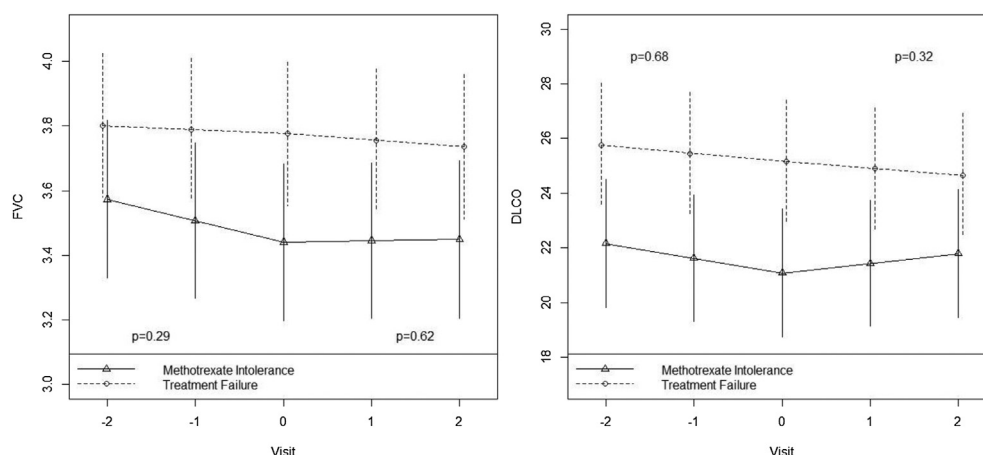 4.0
3.8
3.6
3.4
3.2
3.0
FVC
p=0.29
p=0.62
Methotrexate Intolerance
Treatment Failure
-2 -1 0 1 2
Visit
30
28
26
24
22
20
18
DLCO
p=0.68
p=0.32
Methotrexate Intolerance
Treatment Failure
-2 -1 0 1 2
Visit